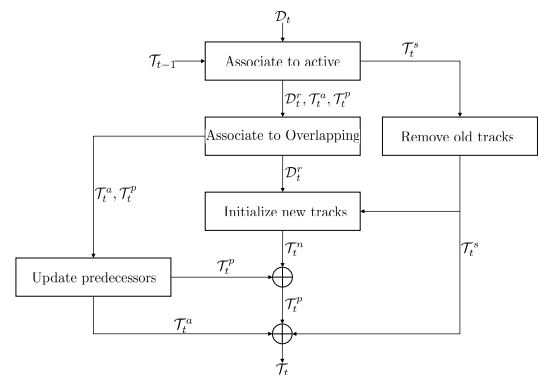 𝒟_t
𝒯_{t−1}
Associate to active
𝒯_t^s
𝒟_t^r, 𝒯_t^a, 𝒯_t^p
Associate to Overlapping
Remove old tracks
𝒯_t^a, 𝒯_t^p
𝒟_t^r
Initialize new tracks
𝒯_t^n
𝒯_t^s
Update predecessors
𝒯_t^p
𝒯_t^p
𝒯_t^a
𝒯_t